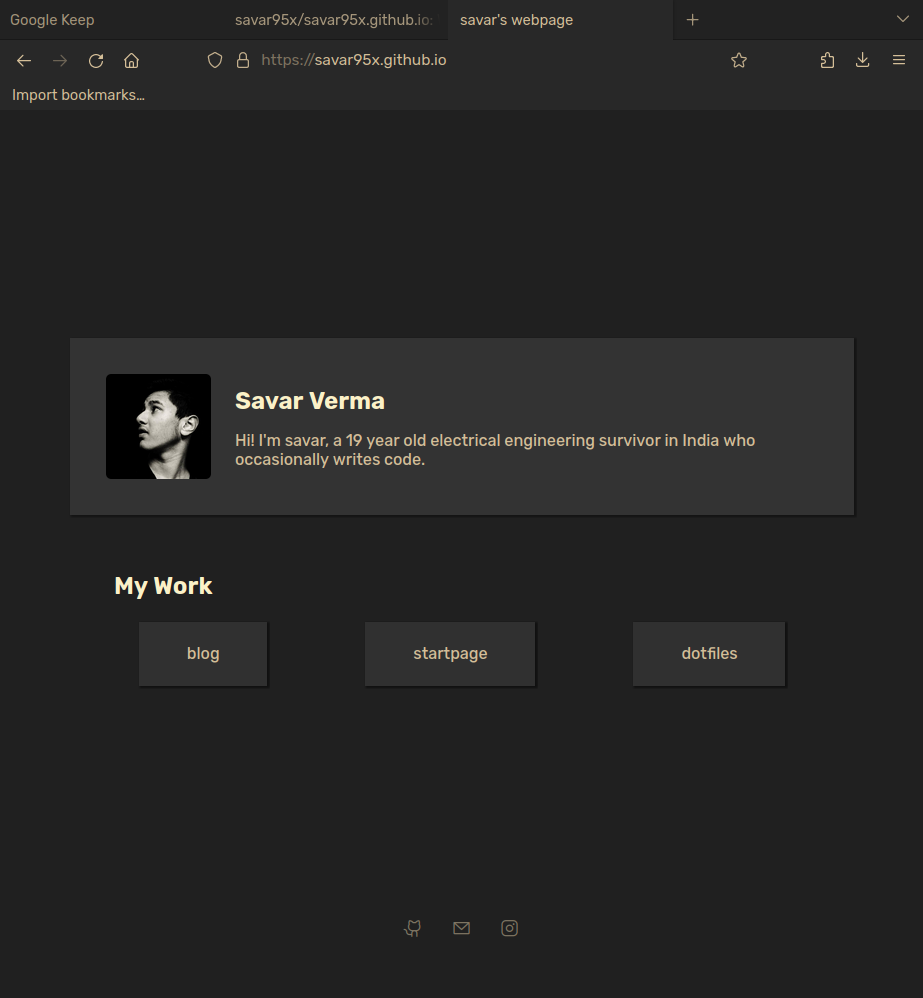 Google Keep
savar95x/savar95x.github.io:
savar's webpage
https://savar95x.github.io
Import bookmarks…
Savar Verma
Hi! I'm savar, a 19 year old electrical engineering survivor in India who
occasionally writes code.
My Work
blog
startpage
dotfiles